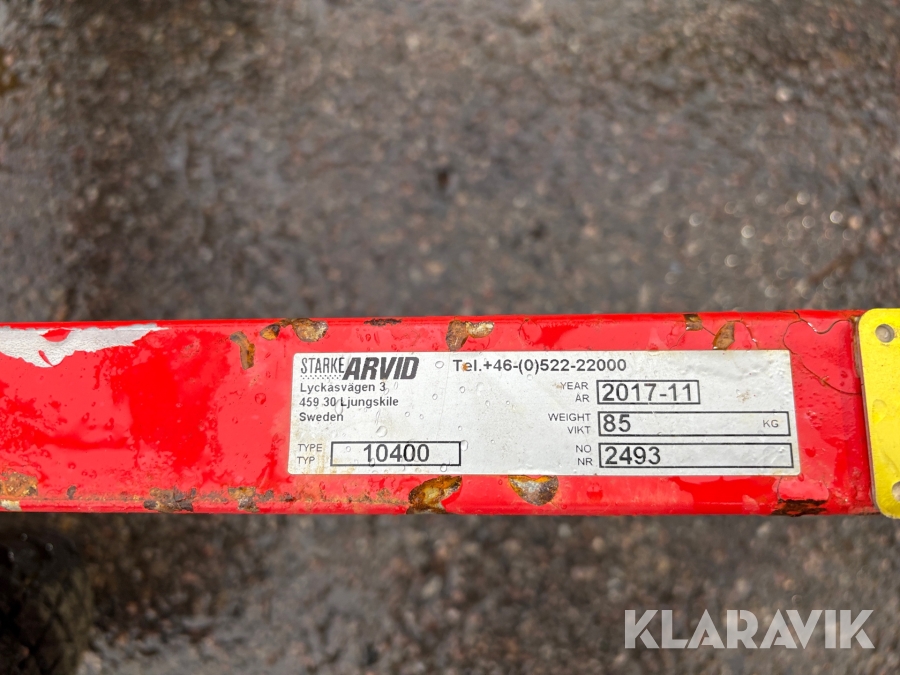 STARKE ARVID Tel.+46-(0)522-22000
Lyckåsvägen 3
459 30 Ljungskile
Sweden
YEAR
ÅR 2017-11
WEIGHT
VIKT 85 KG
TYPE
TYP 10400
NO
NR 2493
KLARAVIK